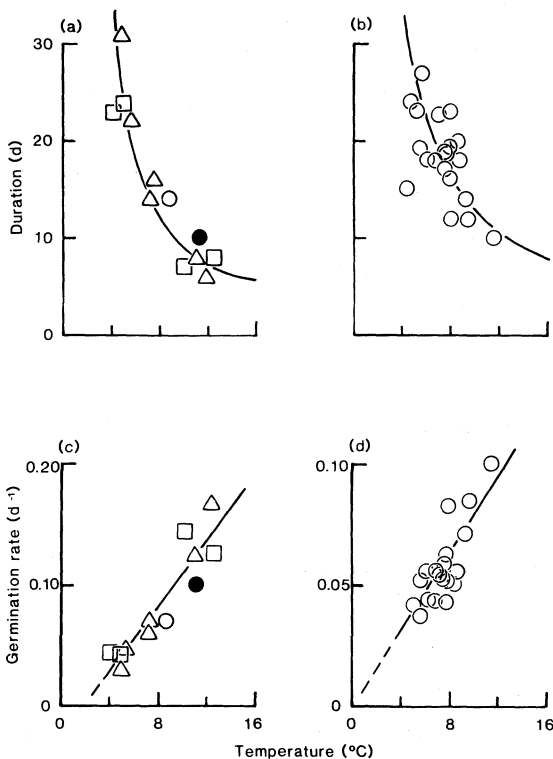 (a)
(b)
30
20
10
0
Duration (d)
(c)
(d)
0.20
0.10
0.10
0.05
0
0
Germination rate (d⁻¹)
0 8 16 0 8 16
Temperature (°C)